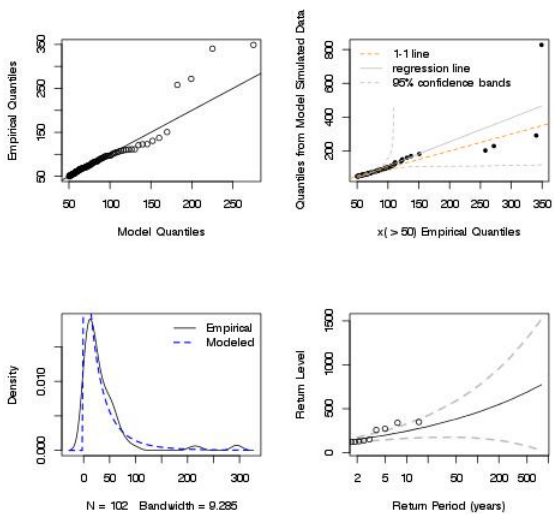 Empirical Quantiles
50
150
250
350
50
100
150
200
250
Model Quantiles
Quantiles from Model Simulated Data
200
400
600
800
1-1 line
regression line
95% confidence bands
50
100
150
200
250
300
350
x( > 50) Empirical Quantiles
Density
0.000
0.010
Empirical
Modeled
0
50
100
200
300
N = 102 Bandwidth = 9.285
Return Level
0
500
1500
2
5
10
50
200
500
Return Period (years)